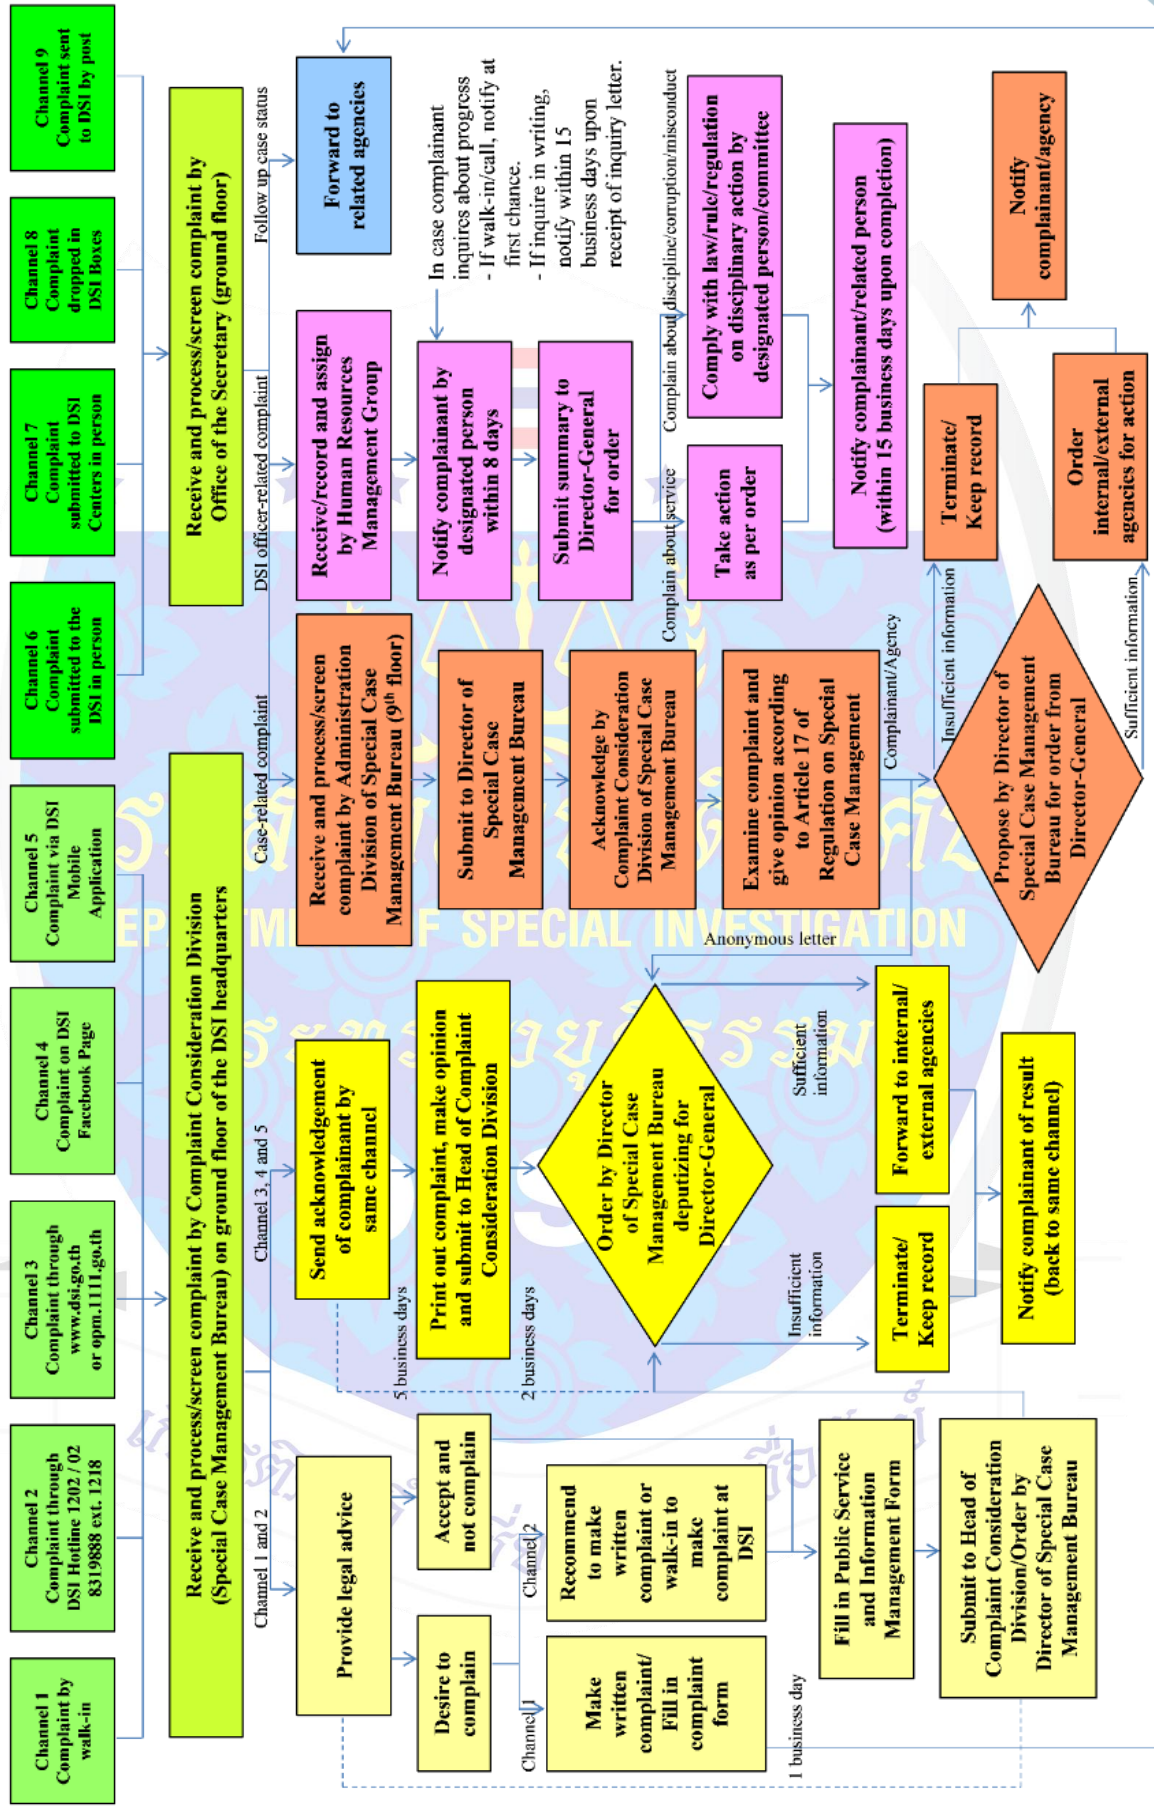 Channel 1
Complaint by
walk-in
Channel 2
Complaint through
DSI Hotline 1202 / 02
8319888 ext. 1218
Channel 3
Complaint through
www.dsi.go.th
or opm.1111.go.th
Channel 4
Complaint on DSI
Facebook Page
Channel 5
Complaint via DSI
Mobile
Application
Channel 6
Complaint
submitted to the
DSI in person
Channel 7
Complaint
submitted to DSI
Centers in person
Channel 8
Complaint
dropped in
DSI Boxes
Channel 9
Complaint sent
to DSI by post
Receive and process/screen complaint by Complaint Consideration Division
(Special Case Management Bureau) on ground floor of the DSI headquarters
Receive and process/screen complaint by
Office of the Secretary (ground floor)
Channel 1 and 2
Channel 3, 4 and 5
Case-related complaint
DSI officer-related complaint
Follow up case status
Provide legal advice
Send acknowledgement
of complainant by
same channel
Receive and process/screen
complaint by Administration
Division of Special Case
Management Bureau (9th floor)
Receive/record and assign
by Human Resources
Management Group
Forward to
related agencies
Desire to
complain
Accept and
not complain
5 business days
Print out complaint, make opinion
and submit to Head of Complaint
Consideration Division
2 business days
Submit to Director of
Special Case
Management Bureau
Notify complainant by
designated person
within 8 days
In case complainant
inquires about progress
- If walk-in/call, notify at
first chance.
- If inquire in writing,
notify within 15
business days upon
receipt of inquiry letter.
Channel 1
Channel 2
Make
written
complaint/
Fill in
complaint
form
Recommend
to make
written
complaint or
walk-in to
make
complaint at
DSI
Order by Director
of Special Case
Management Bureau
deputizing for
Director-General
Acknowledge by
Complaint Consideration
Division of Special Case
Management Bureau
Submit summary to
Director-General
for order
Complain about service
Complain about discipline/corruption/misconduct
Examine complaint and
give opinion according
to Article 17 of
Regulation on Special
Case Management
Take action
as per order
Comply with law/rule/regulation
on disciplinary action by
designated person/committee
Anonymous letter
Complainant/Agency
1 business day
Fill in Public Service
and Information
Management Form
Insufficient
information
Sufficient
information
Notify complainant/related person
(within 15 business days upon completion)
Submit to Head of
Complaint Consideration
Division/Order by
Director of Special Case
Management Bureau
Terminate/
Keep record
Forward to internal/
external agencies
Insufficient information
Terminate/
Keep record
Propose by Director of
Special Case Management
Bureau for order from
Director-General
Notify
complainant/agency
Notify complainant of result
(back to same channel)
Sufficient information
Order
internal/external
agencies for action
SPECIAL INVESTIGATION